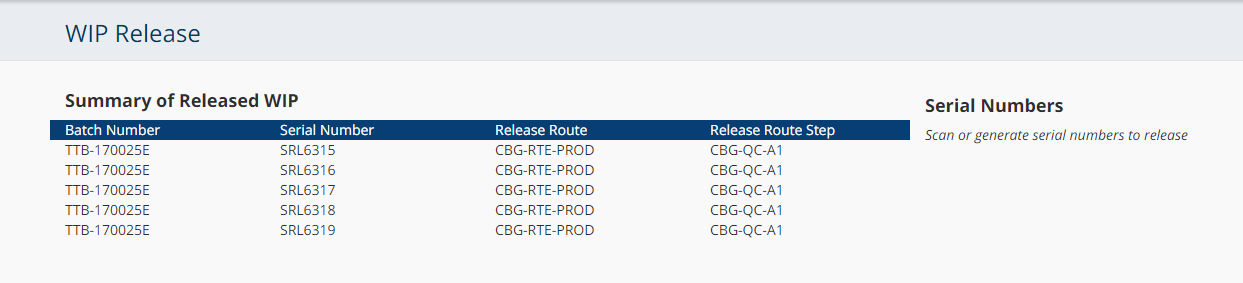 WIP Release
Summary of Released WIP
Batch Number Serial Number Release Route Release Route Step
TTB-170025E SRL6315 CBG-RTE-PROD CBG-QC-A1
TTB-170025E SRL6316 CBG-RTE-PROD CBG-QC-A1
TTB-170025E SRL6317 CBG-RTE-PROD CBG-QC-A1
TTB-170025E SRL6318 CBG-RTE-PROD CBG-QC-A1
TTB-170025E SRL6319 CBG-RTE-PROD CBG-QC-A1
Serial Numbers
Scan or generate serial numbers to release